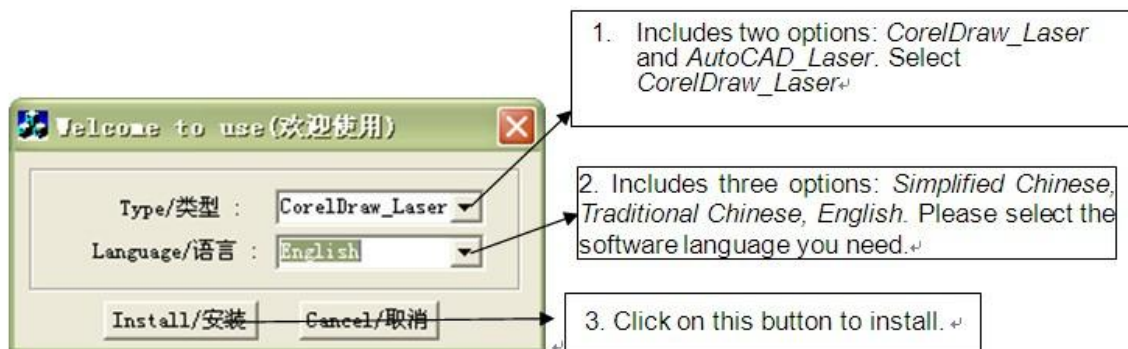 1. Includes two options: CorelDraw_Laser
and AutoCAD_Laser. Select
CorelDraw_Laser↵
Welcome to use(欢迎使用)
Type/类型 : CorelDraw_Laser
2. Includes three options: Simplified Chinese,
Traditional Chinese, English. Please select the
software language you need.↵
Language/语言 : English
Install/安装 Cancel/取消
3. Click on this button to install. ↵